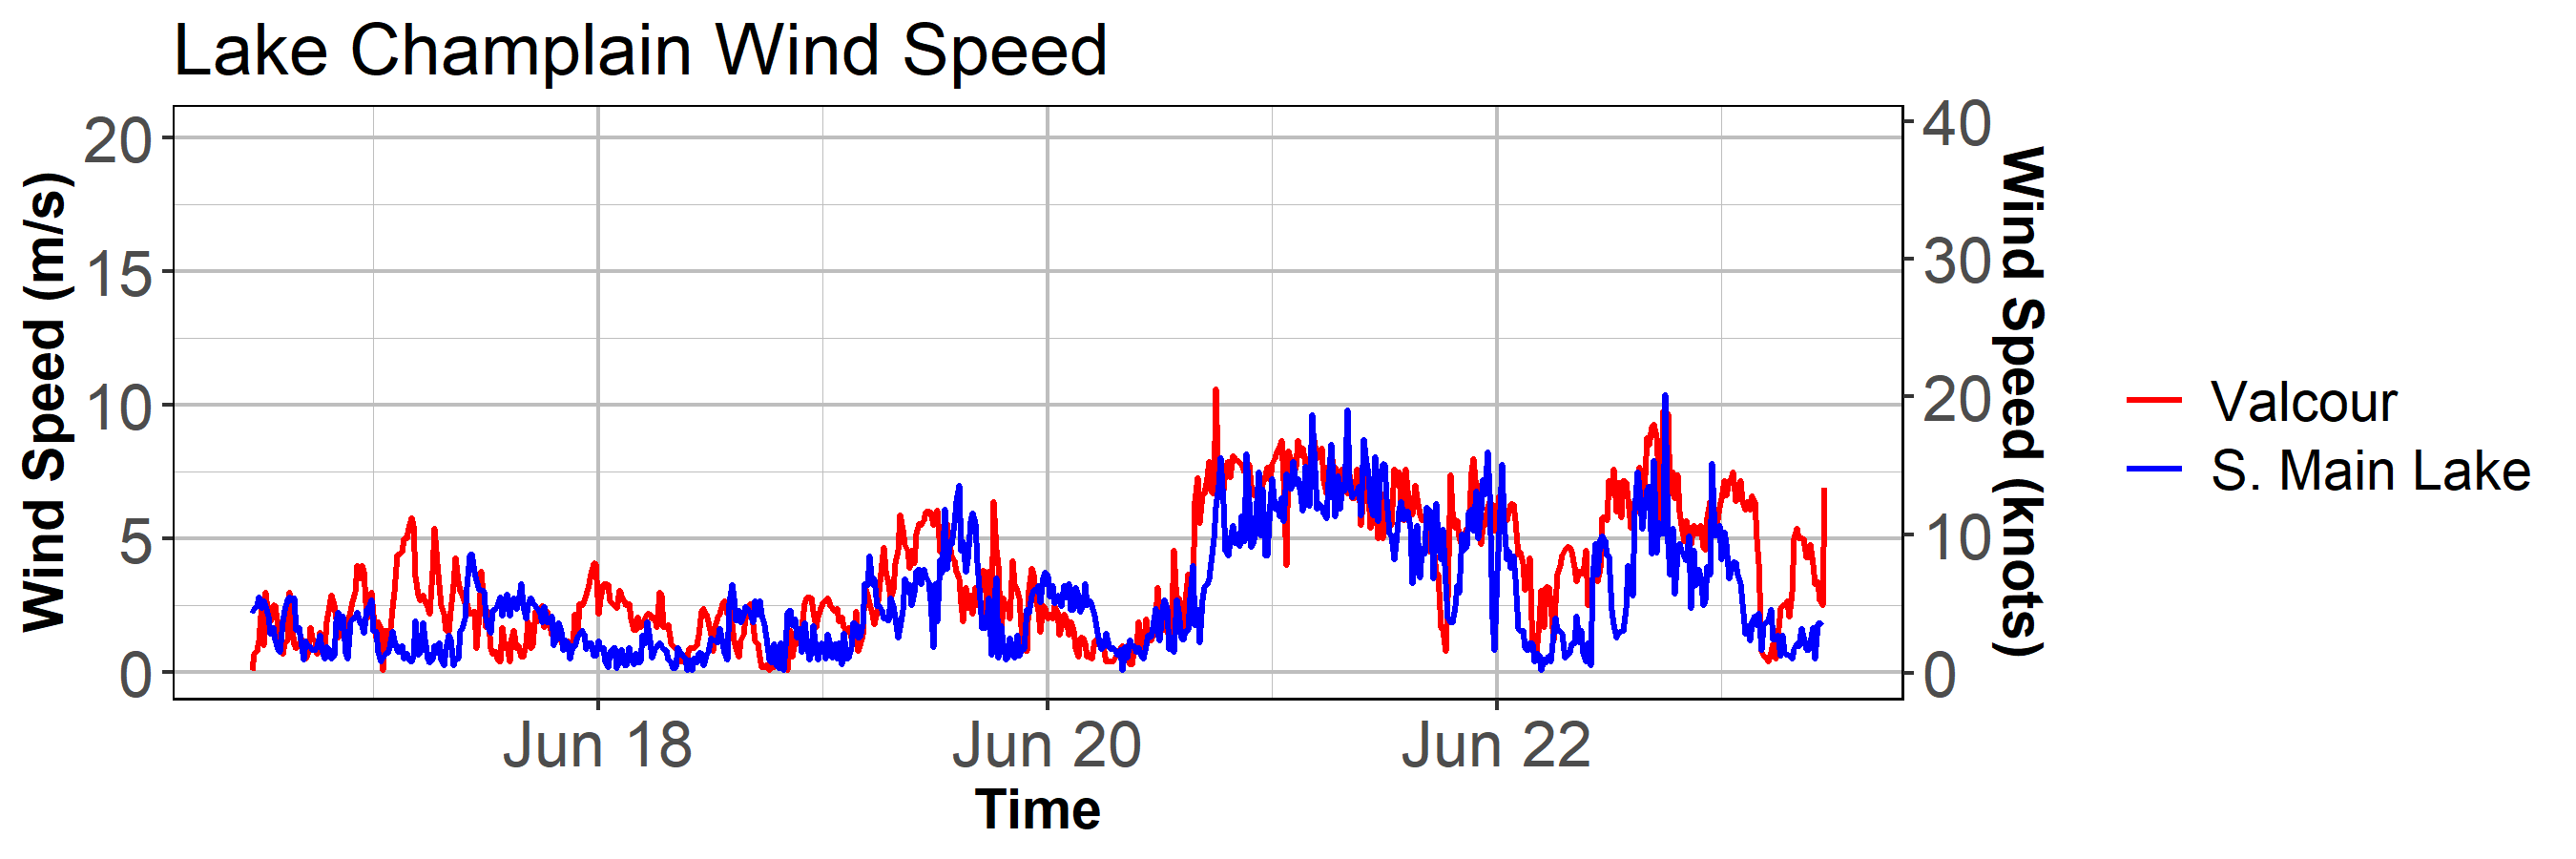 Lake Champlain Wind Speed
Wind Speed (m/s)
20
15
10
5
0
40
30
20
10
0
Wind Speed (knots)
Jun 18
Jun 20
Jun 22
Time
Valcour
S. Main Lake